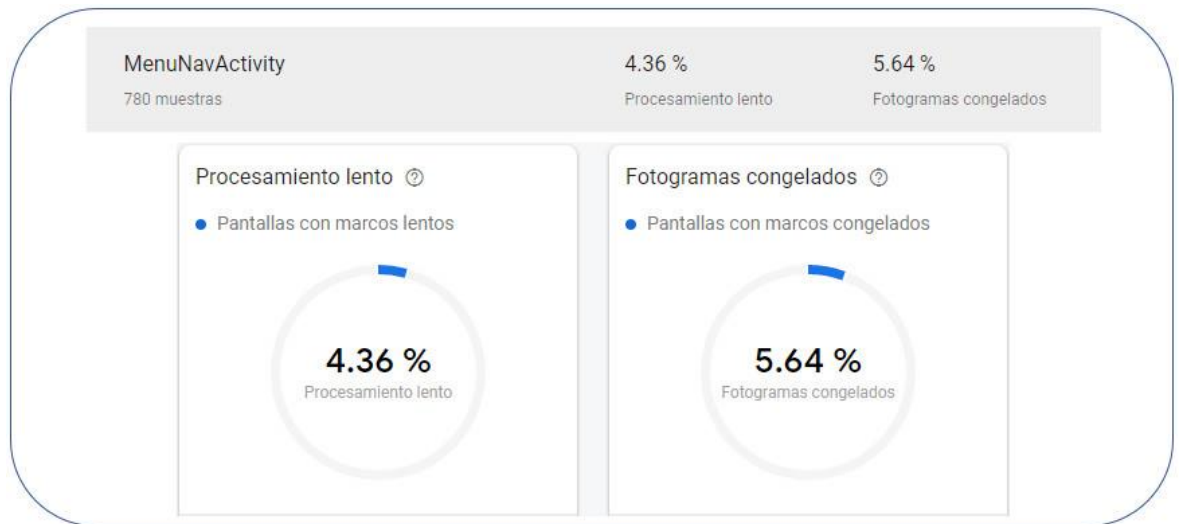 MenuNavActivity 4.36 % 5.64 %
780 muestras Procesamiento lento Fotogramas congelados
Procesamiento lento
Pantallas con marcos lentos
4.36 %
Procesamiento lento
Fotogramas congelados
Pantallas con marcos congelados
5.64 %
Fotogramas congelados